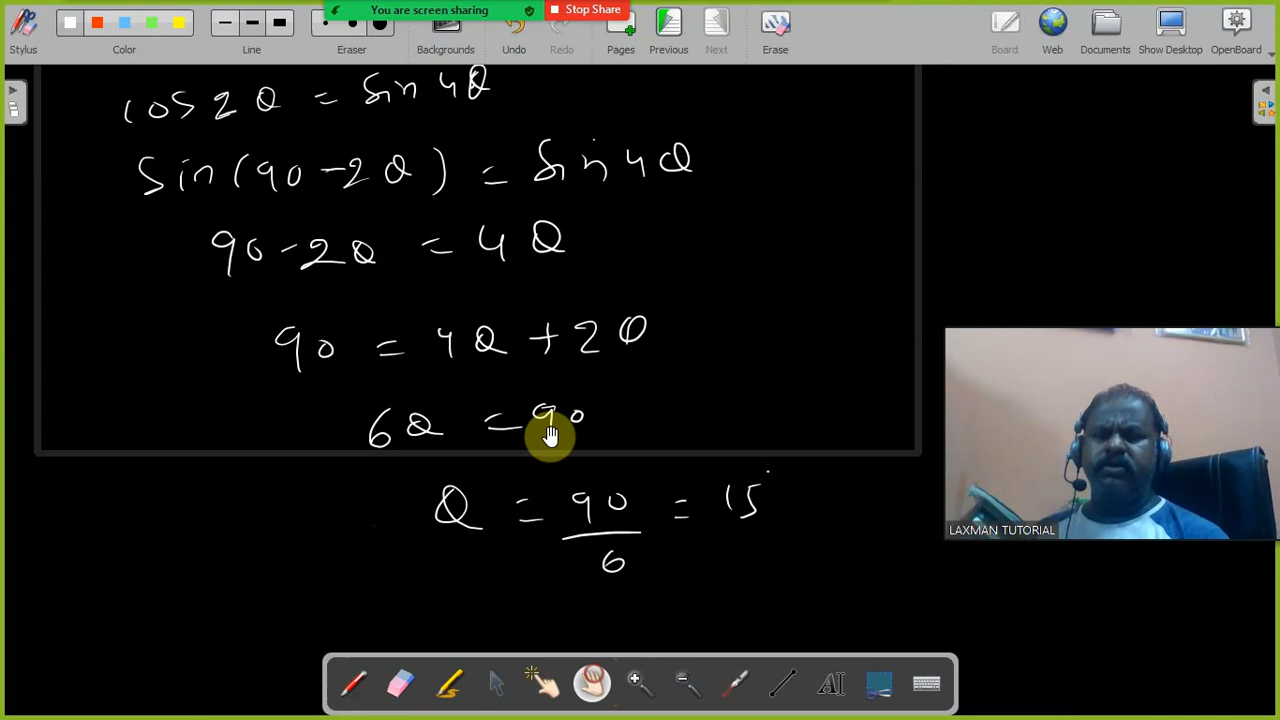 You are screen sharing
Stop Share
Stylus
Color
Line
Eraser
Backgrounds
Undo
Redo
Pages
Previous
Next
Erase
Board
Web
Documents
Show Desktop
OpenBoard
cos 2θ = sin 4θ
sin(90-2θ) = sin 4θ
90-2θ = 4θ
90 = 4θ + 2θ
6θ = 90
θ = 90/6 = 15
LAXMAN TUTORIAL
AI